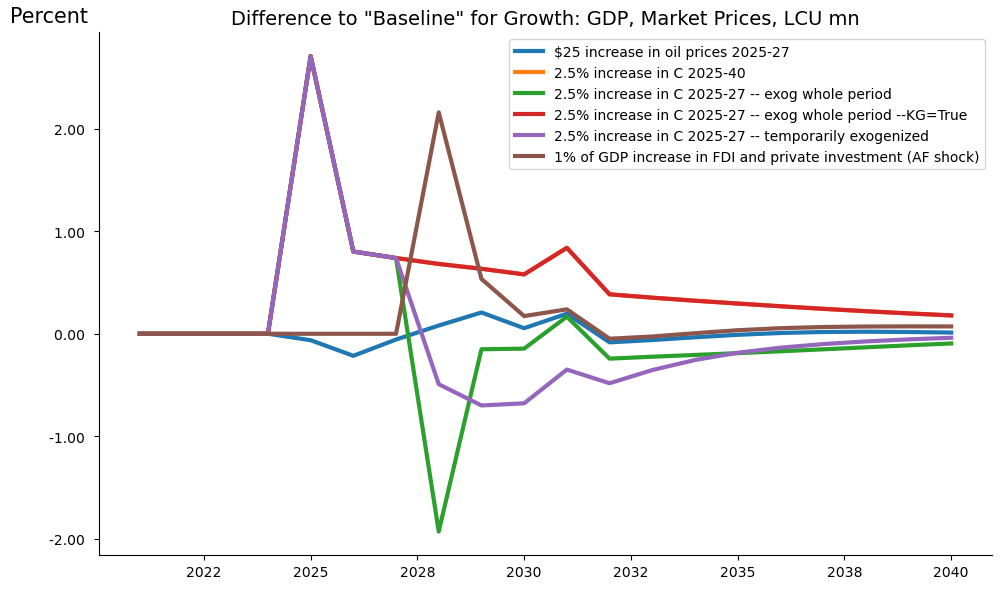 Percent
Difference to "Baseline" for Growth: GDP, Market Prices, LCU mn
$25 increase in oil prices 2025-27
2.5% increase in C 2025-40
2.5% increase in C 2025-27 -- exog whole period
2.5% increase in C 2025-27 -- exog whole period --KG=True
2.5% increase in C 2025-27 -- temporarily exogenized
1% of GDP increase in FDI and private investment (AF shock)
2.00
1.00
0.00
-1.00
-2.00
2022 2025 2028 2030 2032 2035 2038 2040